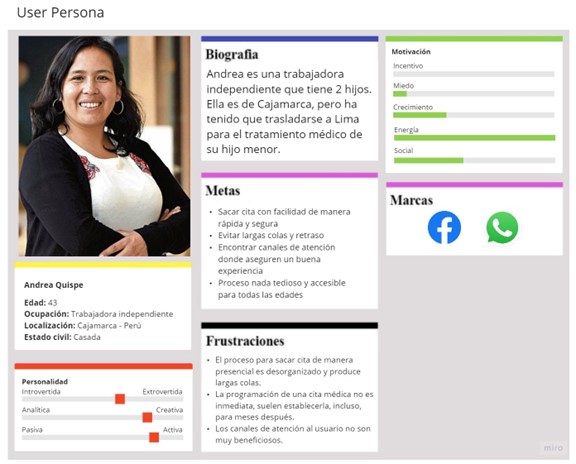 User Persona
Andrea Quispe
Edad: 43
Ocupación: Trabajadora independiente
Localización: Cajamarca - Perú
Estado civil: Casada
Personalidad
Introvertida Extrovertida
Analítica Creativa
Pasiva Activa
Biografia
Andrea es una trabajadora
independiente que tiene 2 hijos.
Ella es de Cajamarca, pero ha
tenido que trasladarse a Lima
para el tratamiento médico de
su hijo menor.
Metas
• Sacar cita con facilidad de manera
rápida y segura
• Evitar largas colas y retraso
• Encontrar canales de atención
donde aseguren un buena
experiencia
• Proceso nada tedioso y accesible
para todas las edades
Frustraciones
• El proceso para sacar cita de manera
presencial es desorganizado y produce
largas colas.
• La programación de una cita médica no es
inmediata, suelen establecerla, incluso,
para meses después.
• Los canales de atención al usuario no son
muy beneficiosos.
Motivación
Incentivo
Miedo
Crecimiento
Energía
Social
Marcas
miro